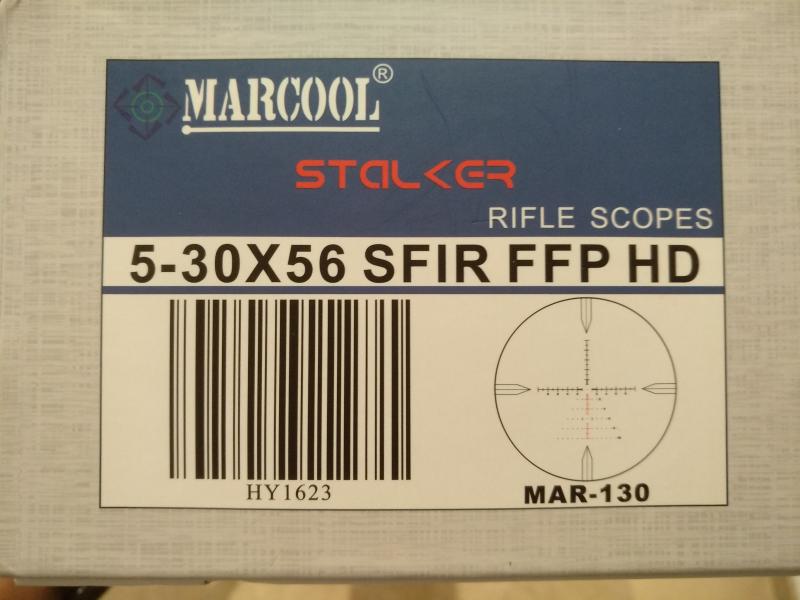 MARCOOL®
STALKER
RIFLE SCOPES
5-30X56 SFIR FFP HD
HY1623
MAR-130